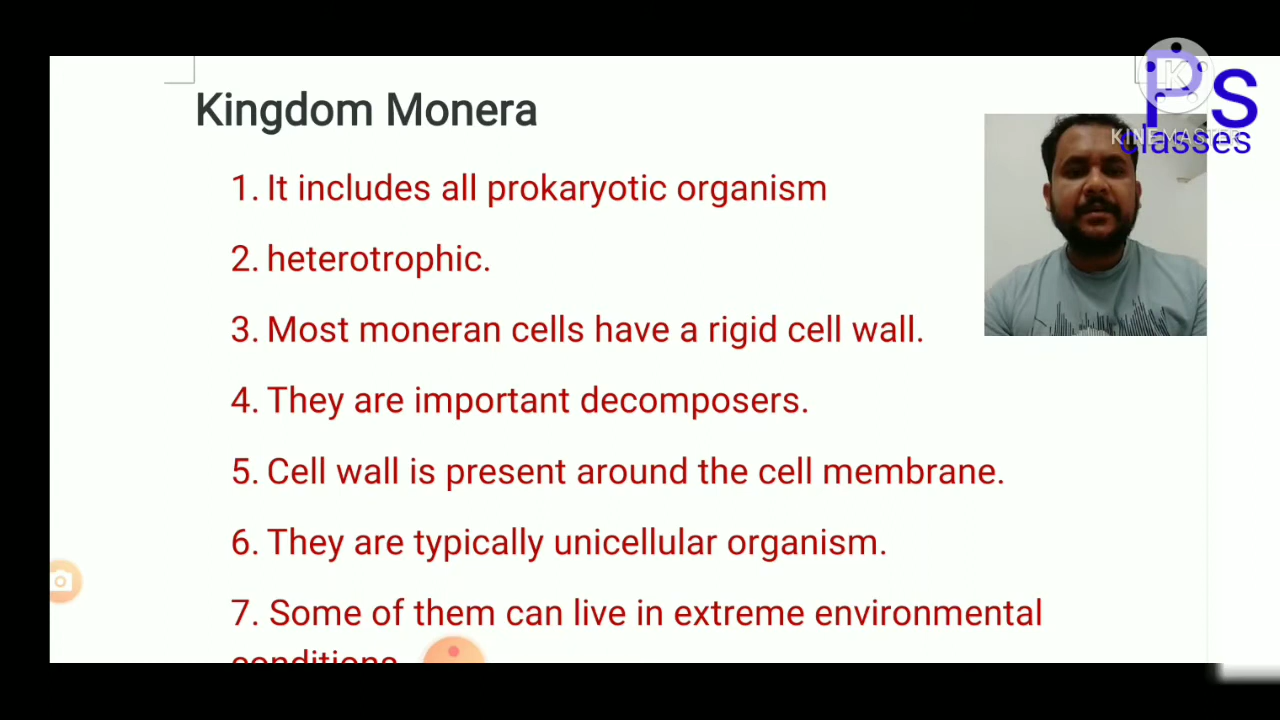 Kingdom Monera
1. It includes all prokaryotic organism
2. heterotrophic.
3. Most moneran cells have a rigid cell wall.
4. They are important decomposers.
5. Cell wall is present around the cell membrane.
6. They are typically unicellular organism.
7. Some of them can live in extreme environmental
conditions.
Ps
classes
K
KINEMASTER